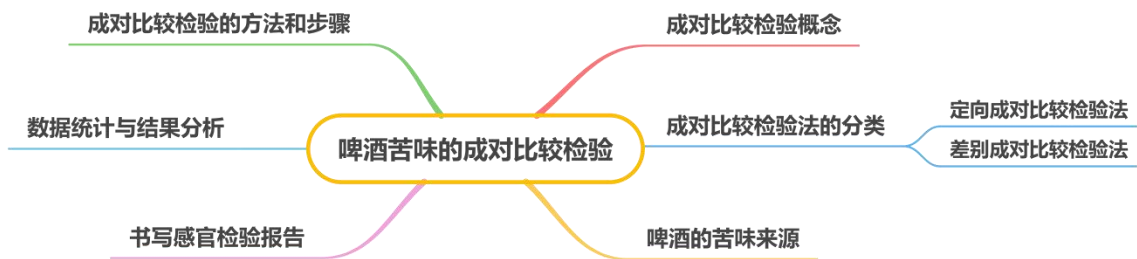 成对比较检验的方法和步骤
成对比较检验概念
数据统计与结果分析
啤酒苦味的成对比较检验
成对比较检验法的分类
定向成对比较检验法
差别成对比较检验法
书写感官检验报告
啤酒的苦味来源